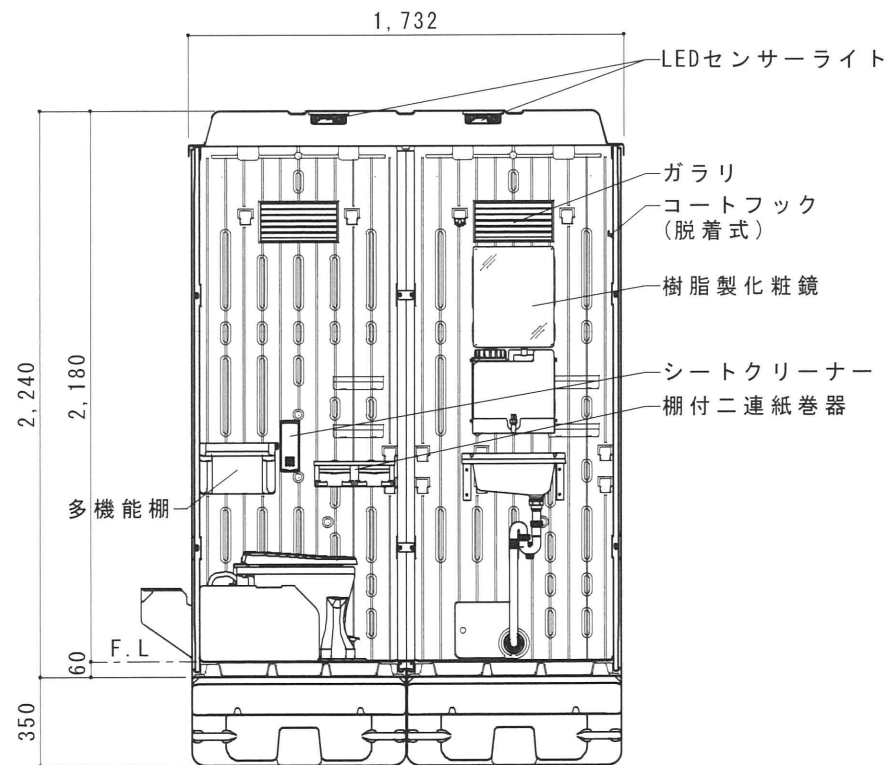 1,732
LEDセンサーライト
ガラリ
コートフック
(脱着式)
樹脂製化粧鏡
2,240
2,180
シートクリーナー
棚付二連紙巻器
多機能棚
F.L
60
350